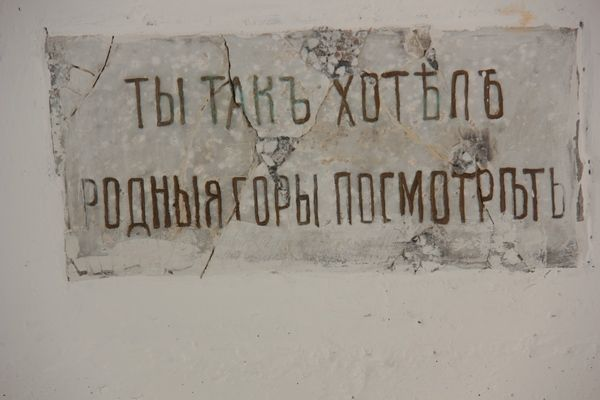 ТЫ ТАКЪ ХОТѢЛЪ
РОДНЫЯ ГОРЫ ПОСМОТРѢТЬ